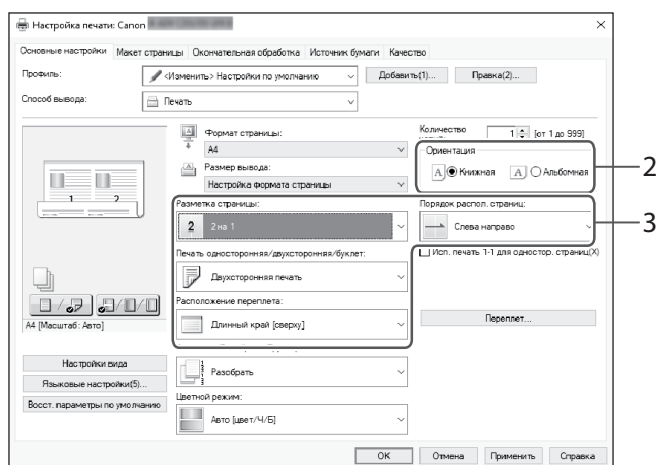 Настройка печати: Canon
Основные настройки Макет страницы Окончательная обработка Источник бумаги Качество
Профиль: <Изменить> Настройки по умолчанию Добавить(1)... Правка(2)...
Способ вывода: Печать
Формат страницы:
A4
Размер вывода:
Настройка формата страницы
Количество 1 [от 1 до 999]
Ориентация
A Книжная A Альбомная
2
Разметка страницы:
2 2 на 1
Порядок распол. страниц:
Слева направо
3
1 2
Печать односторонняя/двухсторонняя/буклет:
Двухсторонняя печать
Исп. печать 1-1 для одностор. страниц(X)
Расположение переплета:
Длинный край [сверху]
Переплет...
A4 [Масштаб: Авто]
Настройки вида
Языковые настройки(5)...
Восст. параметры по умолчанию
Разобрать
Цветной режим:
Авто [цвет/Ч/Б]
OK Отмена Применить Справка